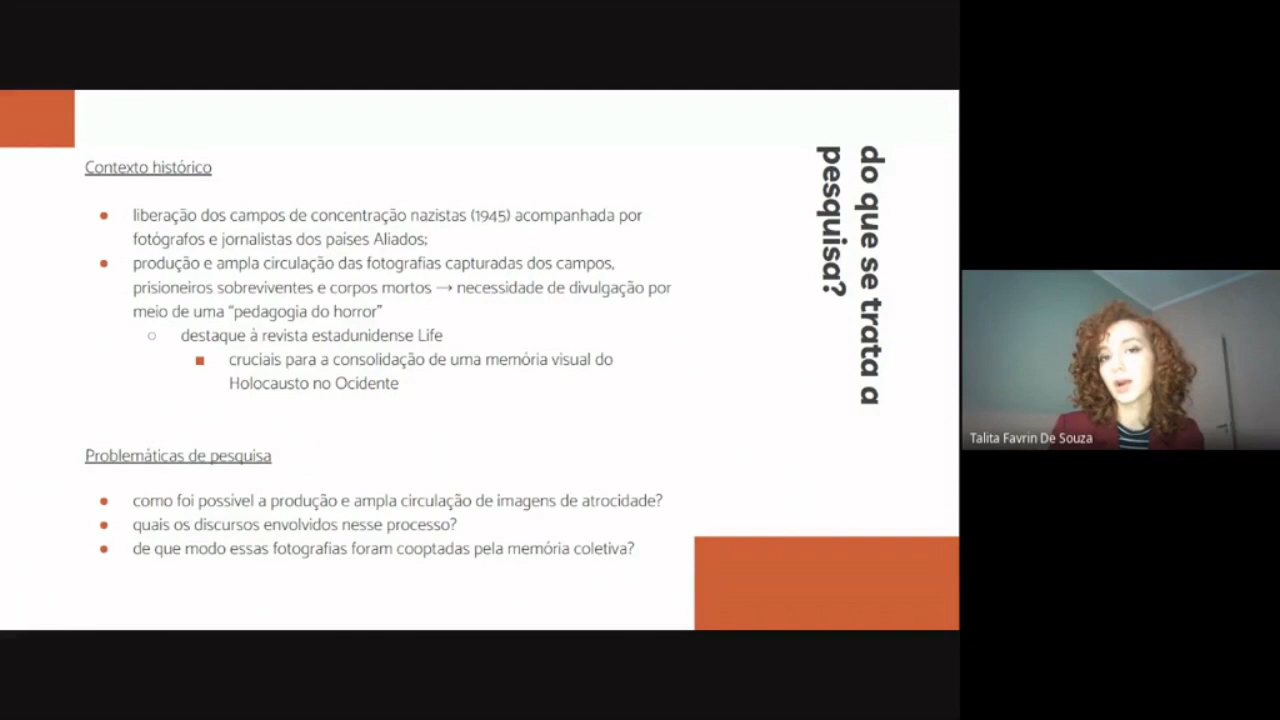 do que se trata a
pesquisa?
Contexto histórico
● liberação dos campos de concentração nazistas (1945) acompanhada por
fotógrafos e jornalistas dos países Aliados;
● produção e ampla circulação das fotografias capturadas dos campos,
prisioneiros sobreviventes e corpos mortos → necessidade de divulgação por
meio de uma “pedagogia do horror”
○ destaque à revista estadunidense Life
■ cruciais para a consolidação de uma memória visual do
Holocausto no Ocidente
Problemáticas de pesquisa
● como foi possível a produção e ampla circulação de imagens de atrocidade?
● quais os discursos envolvidos nesse processo?
● de que modo essas fotografias foram cooptadas pela memória coletiva?
Talita Favrin De Souza